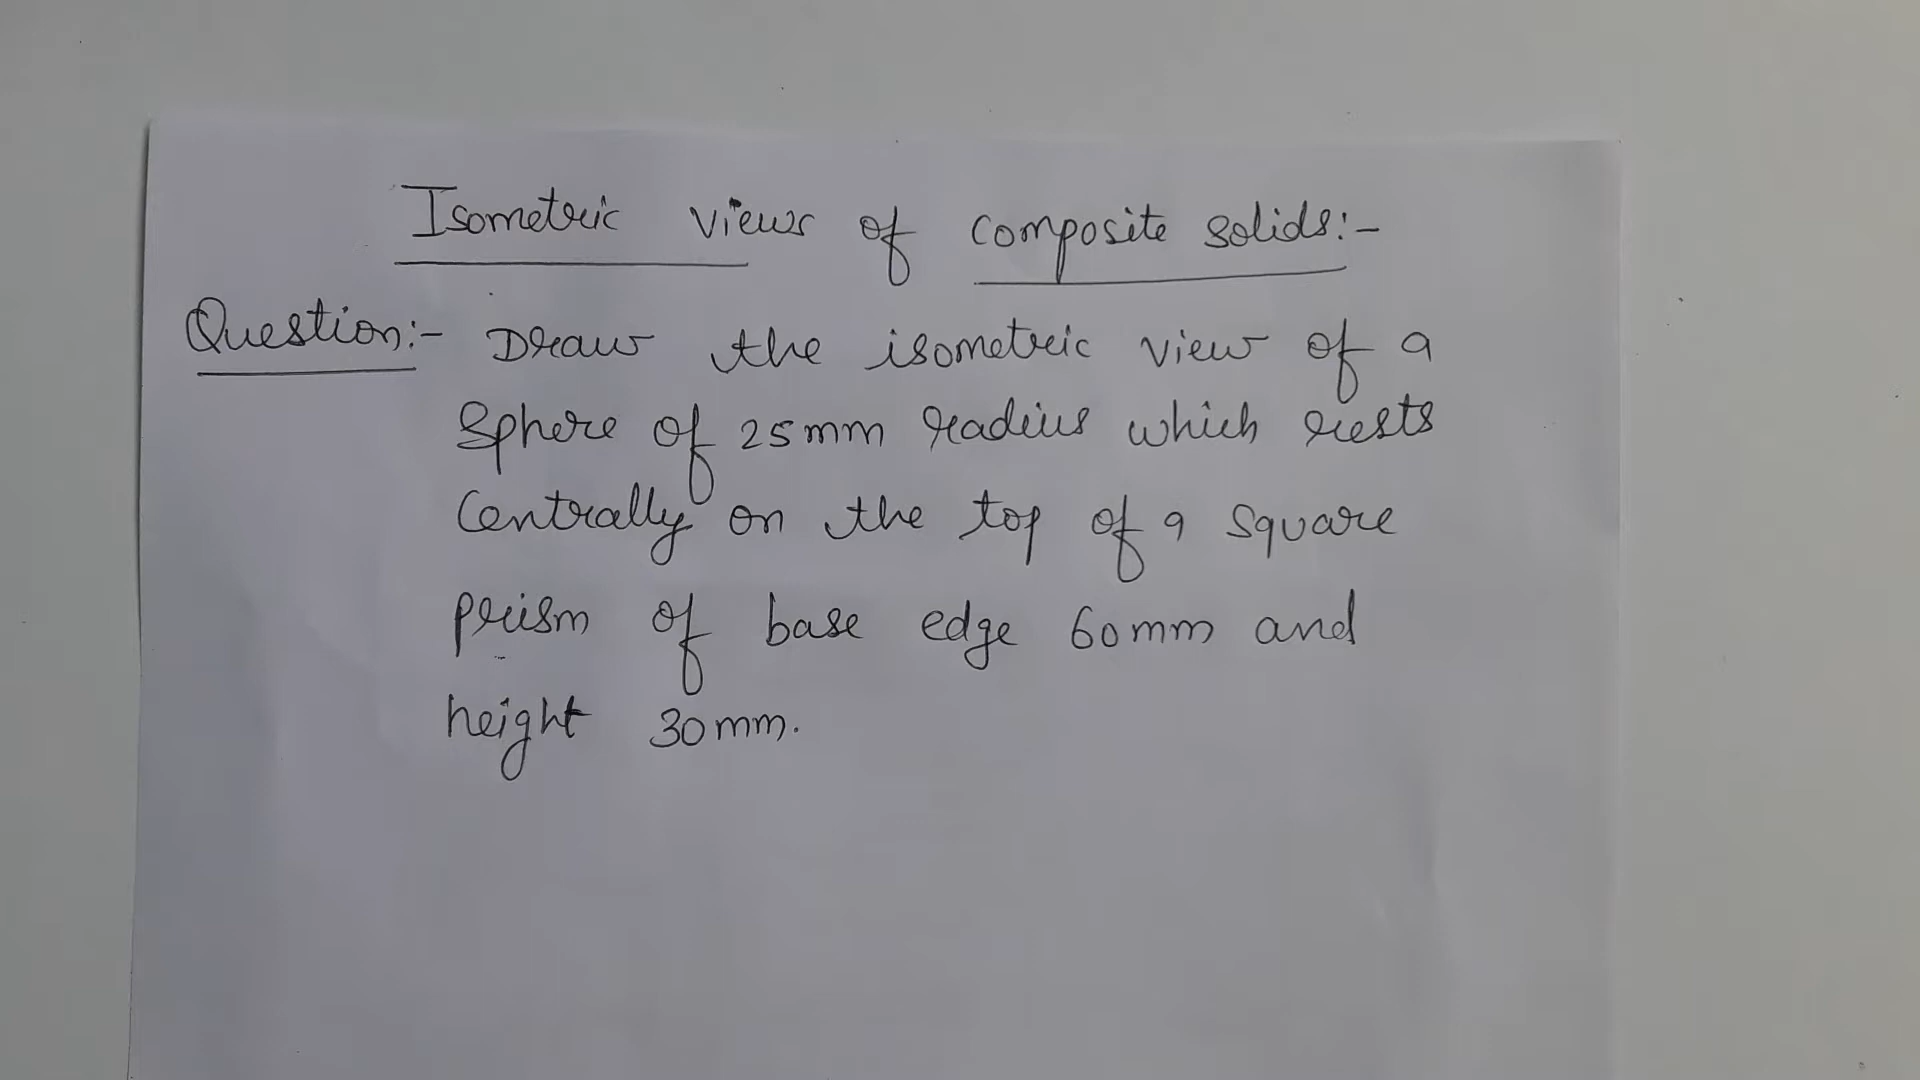 Isometric views of composite solids:-
Question:- Draw the isometric view of a
Sphere of 25mm radius which rests
Centrally on the top of a square
prism of base edge 60mm and
height 30mm.